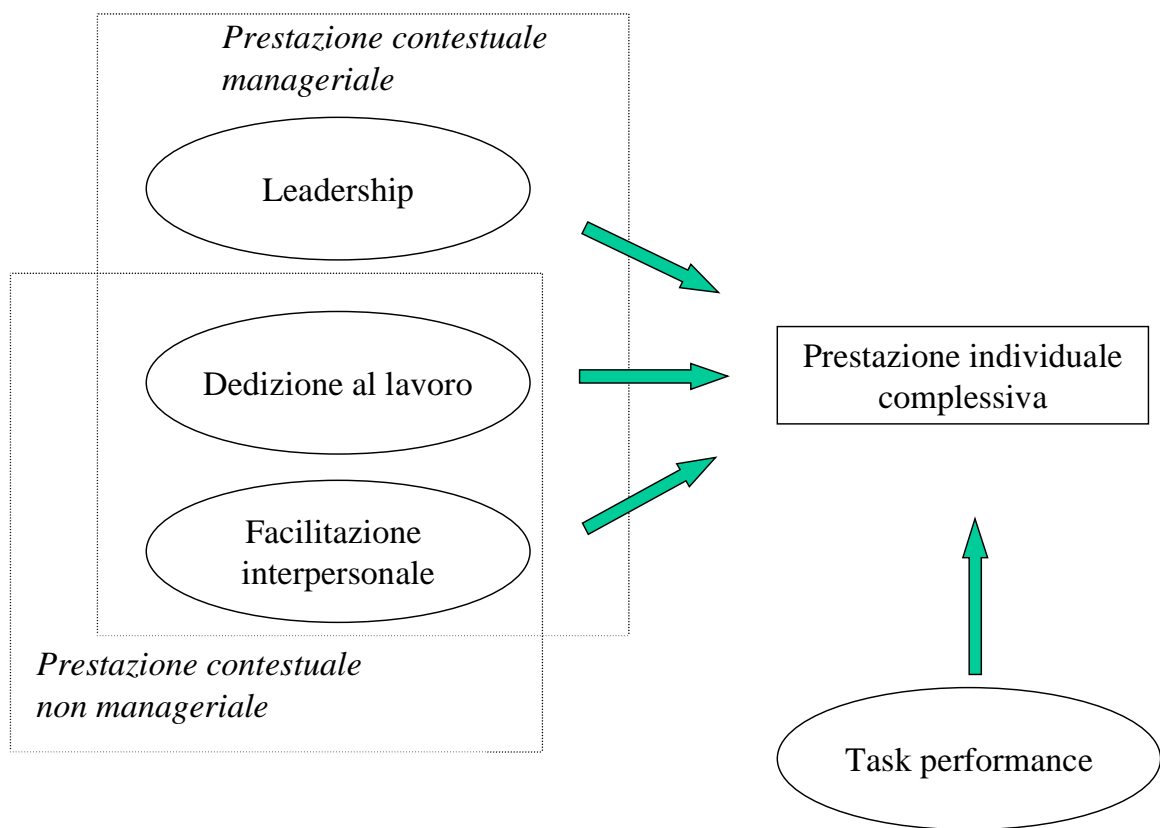 Prestazione contestuale
manageriale
Leadership
Dedizione al lavoro
Prestazione individuale
complessiva
Facilitazione
interpersonale
Prestazione contestuale
non manageriale
Task performance